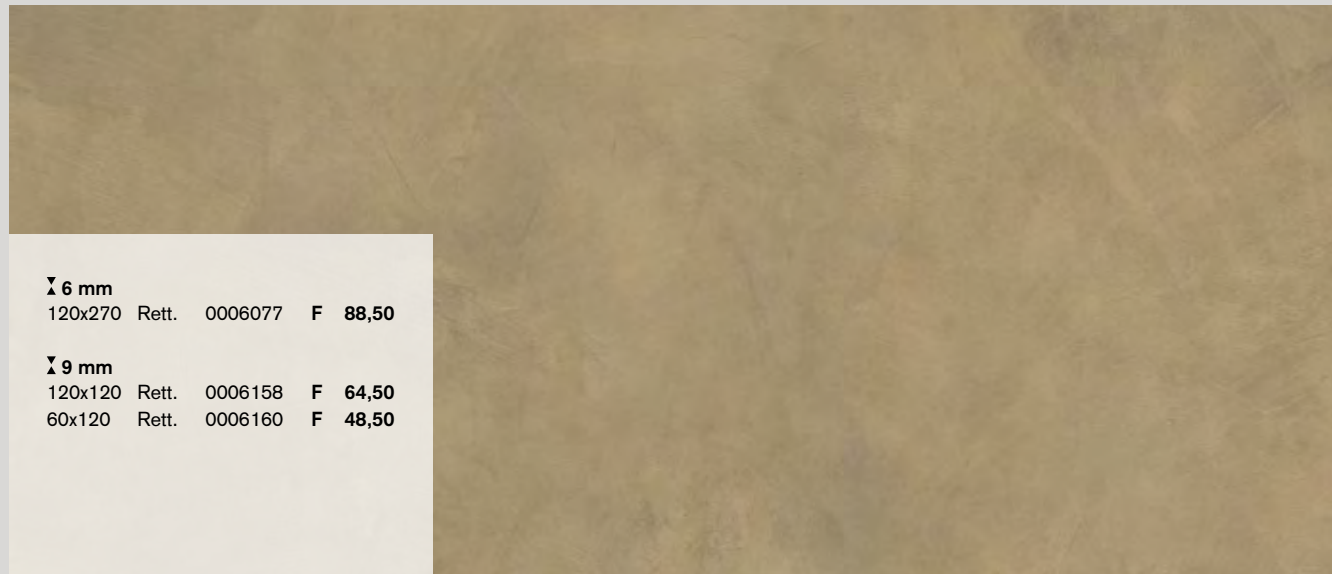 6 mm
120x270 Rett. 0006077 F 88,50
9 mm
120x120 Rett. 0006158 F 64,50
60x120 Rett. 0006160 F 48,50